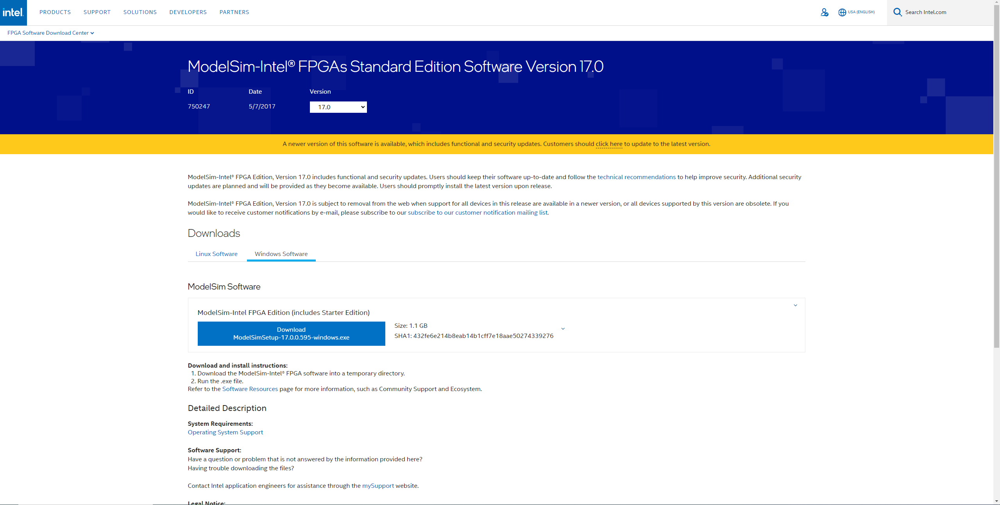 intel.
PRODUCTS SUPPORT SOLUTIONS DEVELOPERS PARTNERS USA (ENGLISH) Search Intel.com
FPGA Software Download Center
ModelSim-Intel® FPGAs Standard Edition Software Version 17.0
ID Date Version
750247 5/7/2017 17.0
A newer version of this software is available, which includes functional and security updates. Customers should click here to update to the latest version.
ModelSim-Intel® FPGA Edition, Version 17.0 includes functional and security updates. Users should keep their software up-to-date and follow the technical recommendations to help improve security. Additional security
updates are planned and will be provided as they become available. Users should promptly install the latest version upon release.
ModelSim-Intel® FPGA Edition, Version 17.0 is subject to removal from the web when support for all devices in this release are available in a newer version, or all devices supported by this version are obsolete. If you
would like to receive customer notifications by e-mail, please subscribe to our subscribe to our customer notification mailing list.
Downloads
Linux Software Windows Software
ModelSim Software
ModelSim-Intel FPGA Edition (includes Starter Edition)
Download
ModelSimSetup-17.0.0.595-windows.exe
Size: 1.1 GB
SHA1: 432fe6e214b8eab14b1cff7e18aae50274339276
Download and install instructions:
1. Download the ModelSim-Intel® FPGA software into a temporary directory.
2. Run the .exe file.
Refer to the Software Resources page for more information, such as Community Support and Ecosystem.
Detailed Description
System Requirements:
Operating System Support
Software Support:
Have a question or problem that is not answered by the information provided here?
Having trouble downloading the files?
Contact Intel application engineers for assistance through the mySupport website.
Legal Notice: